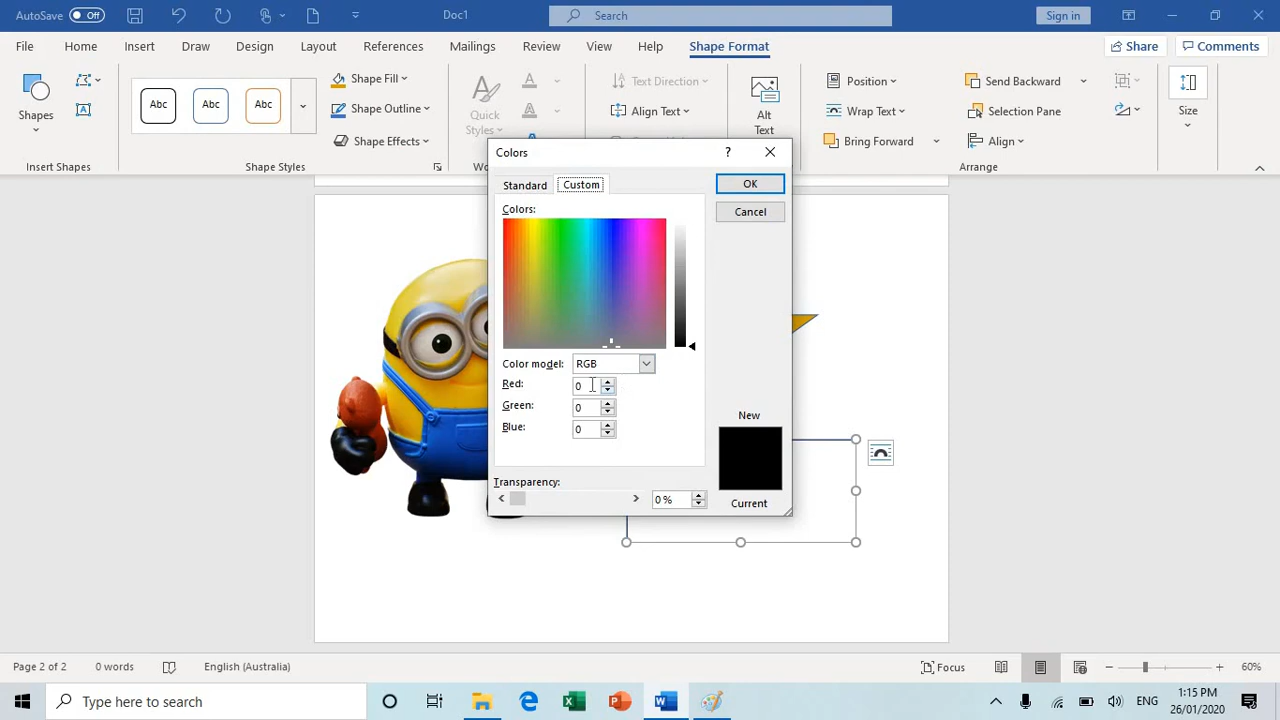 AutoSave Off Doc1 Search Sign in
File Home Insert Draw Design Layout References Mailings Review View Help Shape Format Share Comments
Shapes
Insert Shapes
Abc Abc Abc
Shape Fill
Shape Outline
Shape Effects
Shape Styles
Quick
Styles
Text Direction
Align Text
Alt
Text
Position
Wrap Text
Bring Forward
Send Backward
Selection Pane
Align
Arrange
Size
Colors
?
Standard Custom
OK
Cancel
Colors:
Color model: RGB
Red: 0
Green: 0
Blue: 0
Transparency:
0 %
New
Current
Page 2 of 2 0 words English (Australia) Focus 60%
Type here to search
ENG
1:15 PM
26/01/2020